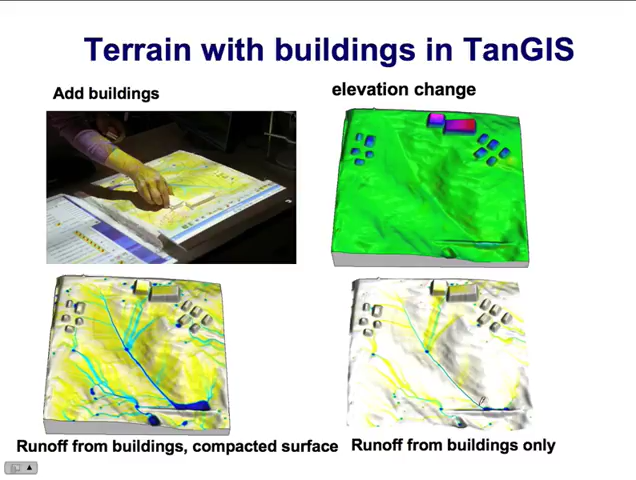 Terrain with buildings in TanGIS
Add buildings
elevation change
Runoff from buildings, compacted surface
Runoff from buildings only